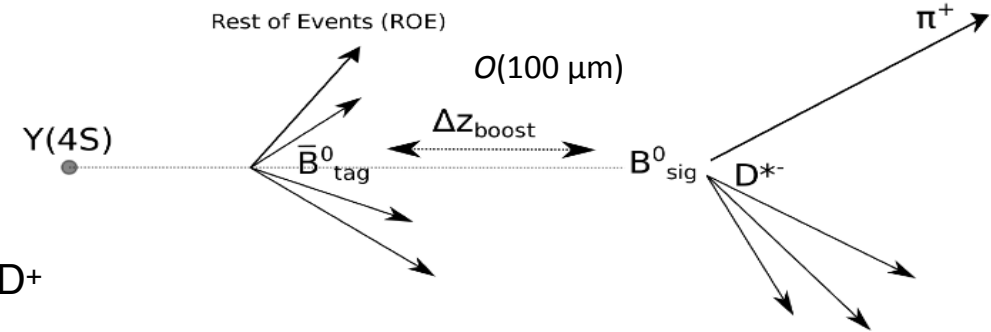 Rest of Events (ROE)
π⁺
O(100 μm)
Υ(4S)
Δz_boost
B̅⁰_tag
B⁰_sig
D*⁻
D⁺